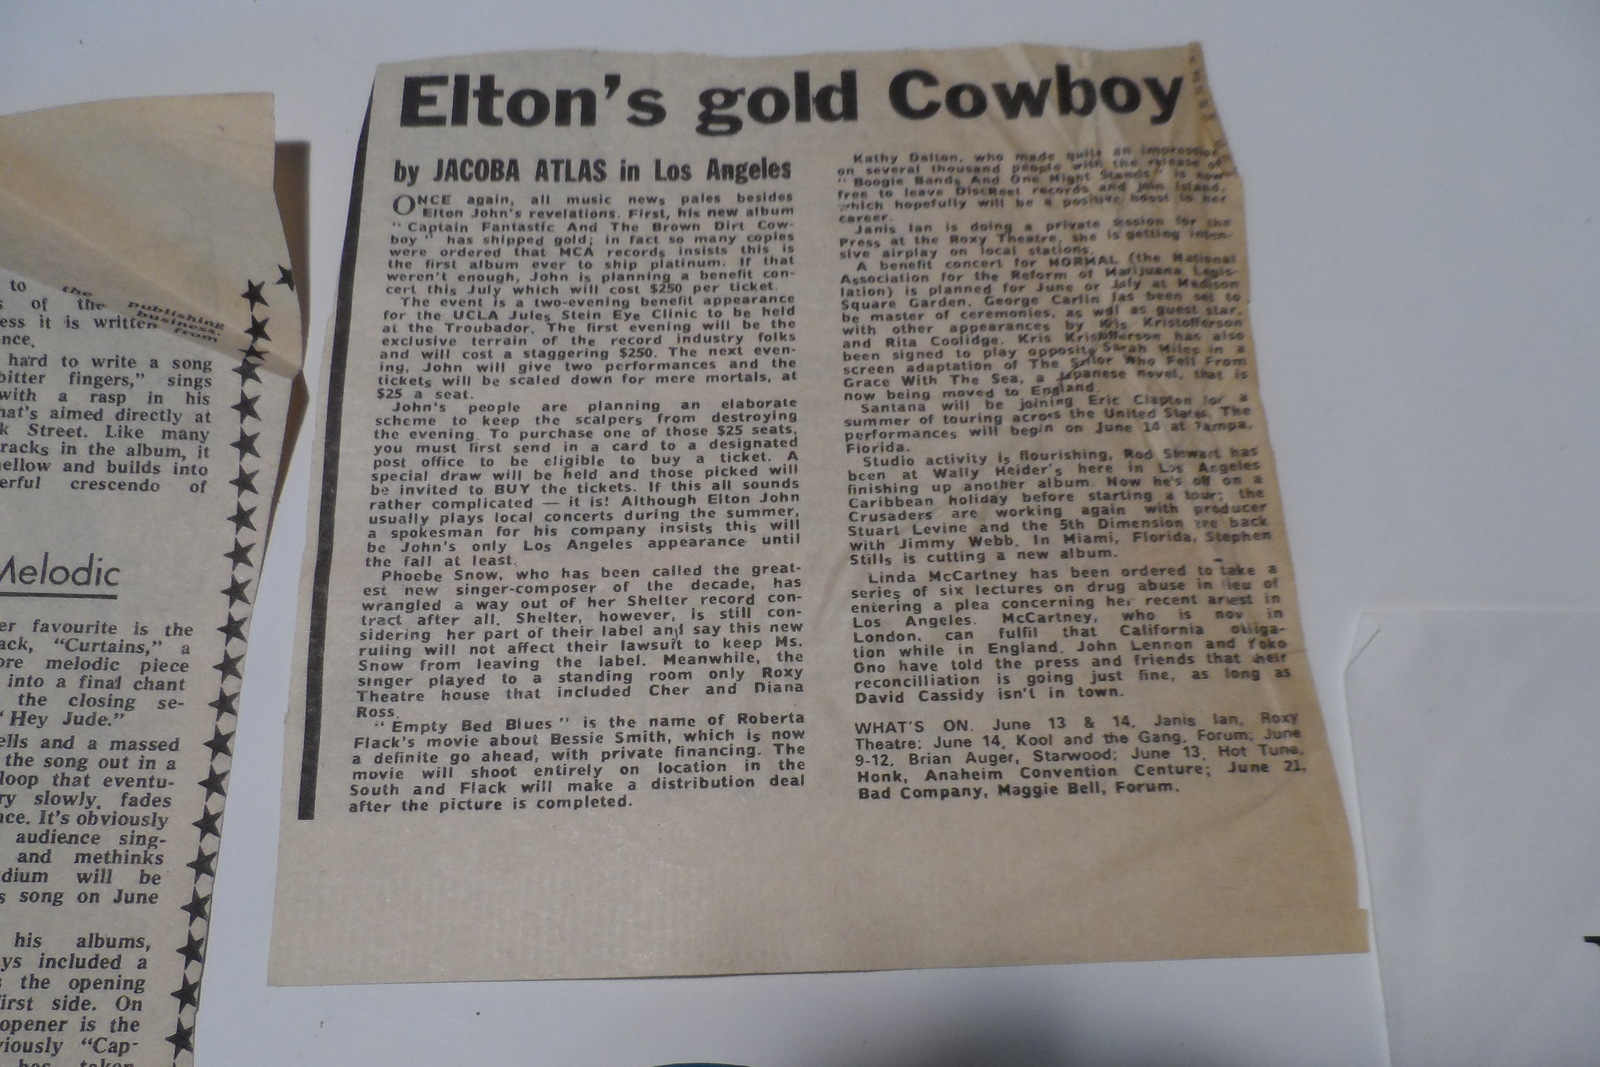 to the publishing
s of the business.
ess it is written from
nce.
hard to write a song
bitter fingers," sings
with a rasp in his
hat's aimed directly at
k Street. Like many
racks in the album, it
ellow and builds into
erful crescendo of
Melodic
er favourite is the
ack, "Curtains," a
ore melodic piece
into a final chant
the closing se-
"Hey Jude."
ells and a massed
the song out in a
loop that eventu-
ry slowly, fades
nce. It's obviously
audience sing-
and methinks
dium will be
s song on June
his albums,
ys included a
s the opening
first side. On
opener is the
viously "Cap-
has taken
Elton's gold Cowboy
by JACOBA ATLAS in Los Angeles
ONCE again, all music news pales besides
Elton John's revelations. First, his new album
"Captain Fantastic And The Brown Dirt Cow-
boy" has shipped gold; in fact so many copies
were ordered that MCA records insists this is
the first album ever to ship platinum. If that
weren't enough, John is planning a benefit con-
cert this July which will cost $250 per ticket.
The event is a two-evening benefit appearance
for the UCLA Jules Stein Eye Clinic to be held
at the Troubador. The first evening will be the
exclusive terrain of the record industry folks
and will cost a staggering $250. The next even-
ing, John will give two performances and the
tickets will be scaled down for mere mortals, at
$25 a seat.
John's people are planning an elaborate
scheme to keep the scalpers from destroying
the evening. To purchase one of those $25 seats,
you must first send in a card to a designated
post office to be eligible to buy a ticket. A
special draw will be held and those picked will
be invited to BUY the tickets. If this all sounds
rather complicated — it is! Although Elton John
usually plays local concerts during the summer,
a spokesman for his company insists this will
be John's only Los Angeles appearance until
the fall at least.
Phoebe Snow, who has been called the great-
est new singer-composer of the decade, has
wrangled a way out of her Shelter record con-
tract after all. Shelter, however, is still con-
sidering her part of their label and say this new
ruling will not affect their lawsuit to keep Ms.
Snow from leaving the label. Meanwhile, the
singer played to a standing room only Roxy
Theatre house that included Cher and Diana
Ross.
"Empty Bed Blues" is the name of Roberta
Flack's movie about Bessie Smith, which is now
a definite go ahead, with private financing. The
movie will shoot entirely on location in the
South and Flack will make a distribution deal
after the picture is completed.
Kathy Dalton, who made quite an impression
on several thousand people with the release of
"Boogie Bands And One Night Stands" is now
free to leave DiscReet records and join Island,
which hopefully will be a positive boost to her
career.
Janis Ian is doing a private session for the
Press at the Roxy Theatre, she is getting inten-
sive airplay on local stations.
A benefit concert for NORMAL (the National
Association for the Reform of Marijuana Legis-
lation) is planned for June or July at Madison
Square Garden. George Carlin has been set to
be master of ceremonies, as well as guest star,
with other appearances by Kris Kristofferson
and Rita Coolidge. Kris Kristofferson has also
been signed to play opposite Sarah Miles in a
screen adaptation of The Sailor Who Fell From
Grace With The Sea, a Japanese novel, that is
now being moved to England.
Santana will be joining Eric Clapton for a
summer of touring across the United States. The
performances will begin on June 14 at Tampa,
Florida.
Studio activity is flourishing, Rod Stewart has
been at Wally Heider's here in Los Angeles
finishing up another album. Now he's off on a
Caribbean holiday before starting a tour; the
Crusaders are working again with producer
Stuart Levine and the 5th Dimension are back
with Jimmy Webb. In Miami, Florida, Stephen
Stills is cutting a new album.
Linda McCartney has been ordered to take a
series of six lectures on drug abuse in lieu of
entering a plea concerning her recent arrest in
Los Angeles. McCartney, who is now in
London, can fulfil that California obliga-
tion while in England. John Lennon and Yoko
Ono have told the press and friends that their
reconcilliation is going just fine, as long as
David Cassidy isn't in town.
WHAT'S ON. June 13 & 14, Janis Ian, Roxy
Theatre; June 14, Kool and the Gang, Forum; June
9-12, Brian Auger, Starwood; June 13, Hot Tuna,
Honk, Anaheim Convention Centure; June 21,
Bad Company, Maggie Bell, Forum.